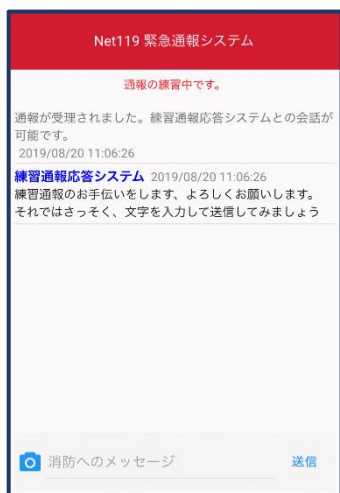 Net119 緊急通報システム
通報の練習中です。
通報が受理されました。練習通報応答システムとの会話が
可能です。
2019/08/20 11:06:26
練習通報応答システム 2019/08/20 11:06:26
練習通報のお手伝いをします、よろしくお願いします。
それではさっそく、文字を入力して送信してみましょう
消防へのメッセージ 送信